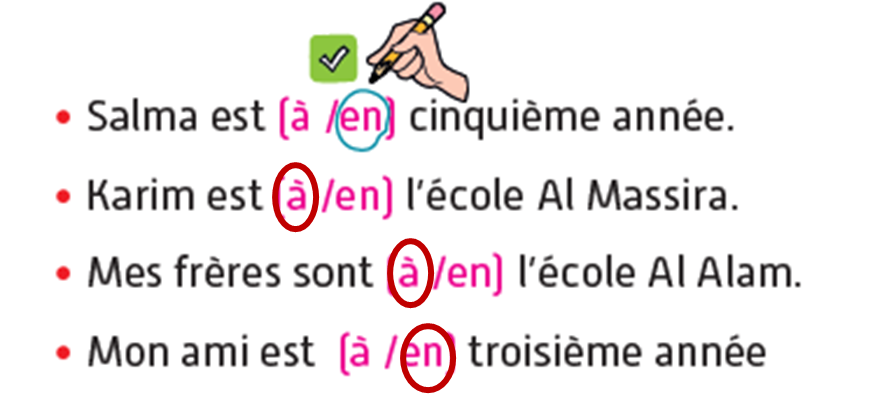 • Salma est (à /en) cinquième année.
• Karim est (à/en) l'école Al Massira.
• Mes frères sont (à/en) l'école Al Alam.
• Mon ami est (à /en) troisième année